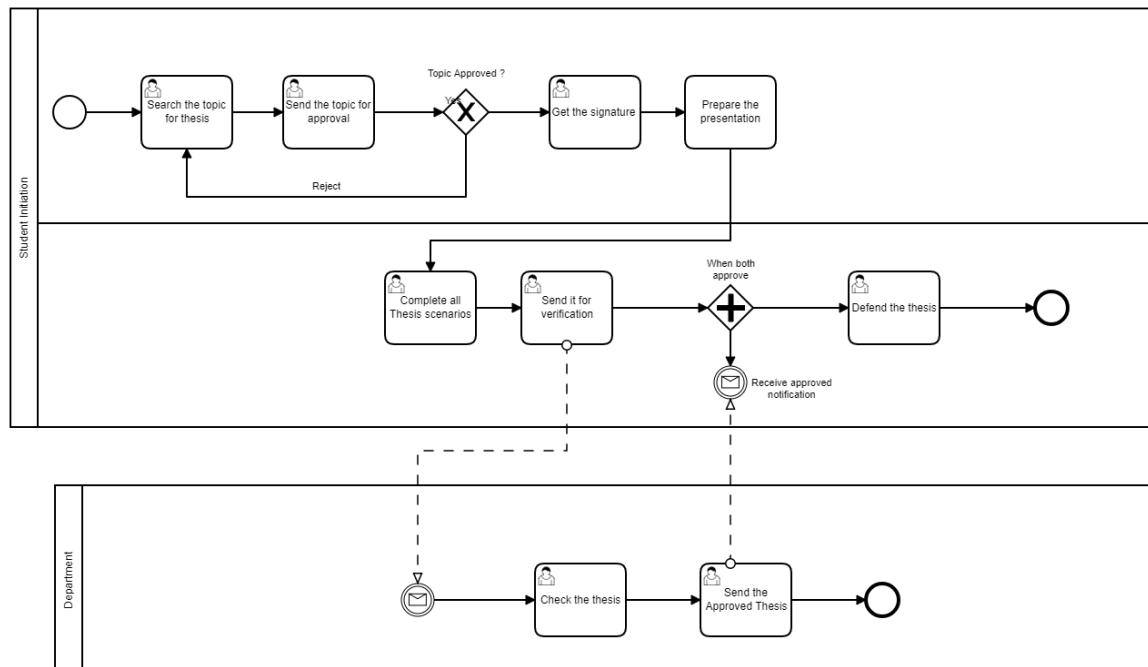 Student Initiation
Topic Approved ?
Search the topic
for thesis
Send the topic for
approval
Yes
Get the signature
Prepare the
presentation
Reject
When both
approve
Complete all
Thesis scenarios
Send it for
verification
Defend the thesis
Receive approved
notification
Department
Check the thesis
Send the
Approved Thesis